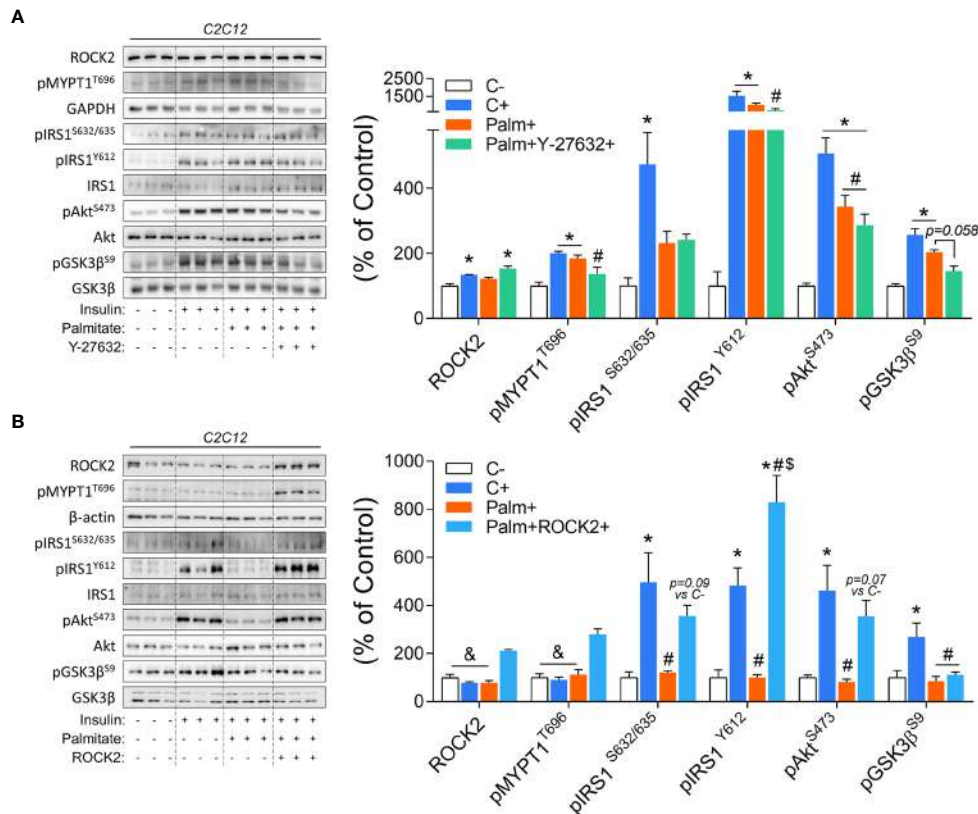 A
C2C12
ROCK2
pMYPT1T696
GAPDH
pIRS1S632/635
pIRS1Y612
IRS1
pAktS473
Akt
pGSK3βS9
GSK3β
Insulin: - - - + + + + + + + + +
Palmitate: - - - - - - + + + + + +
Y-27632: - - - - - - - - - + + +
(% of Control)
2500
1500
400
200
100
0
C-
C+
Palm+
Palm+Y-27632+
* * * # * * # * # * p=0.058
ROCK2
pMYPT1T696
pIRS1 S632/635
pIRS1 Y612
pAktS473
pGSK3βS9
B
C2C12
ROCK2
pMYPT1T696
β-actin
pIRS1S632/635
pIRS1Y612
IRS1
pAktS473
Akt
pGSK3βS9
GSK3β
Insulin: - - - + + + + + + + + +
Palmitate: - - - - - - + + + + + +
ROCK2: - - - - - - - - - + + +
(% of Control)
1000
800
600
400
200
100
0
C-
C+
Palm+
Palm+ROCK2+
& & * # p=0.09 vs C- * # *#$ * # p=0.07 vs C- * #
ROCK2
pMYPT1T696
pIRS1 S632/635
pIRS1 Y612
pAktS473
pGSK3βS9